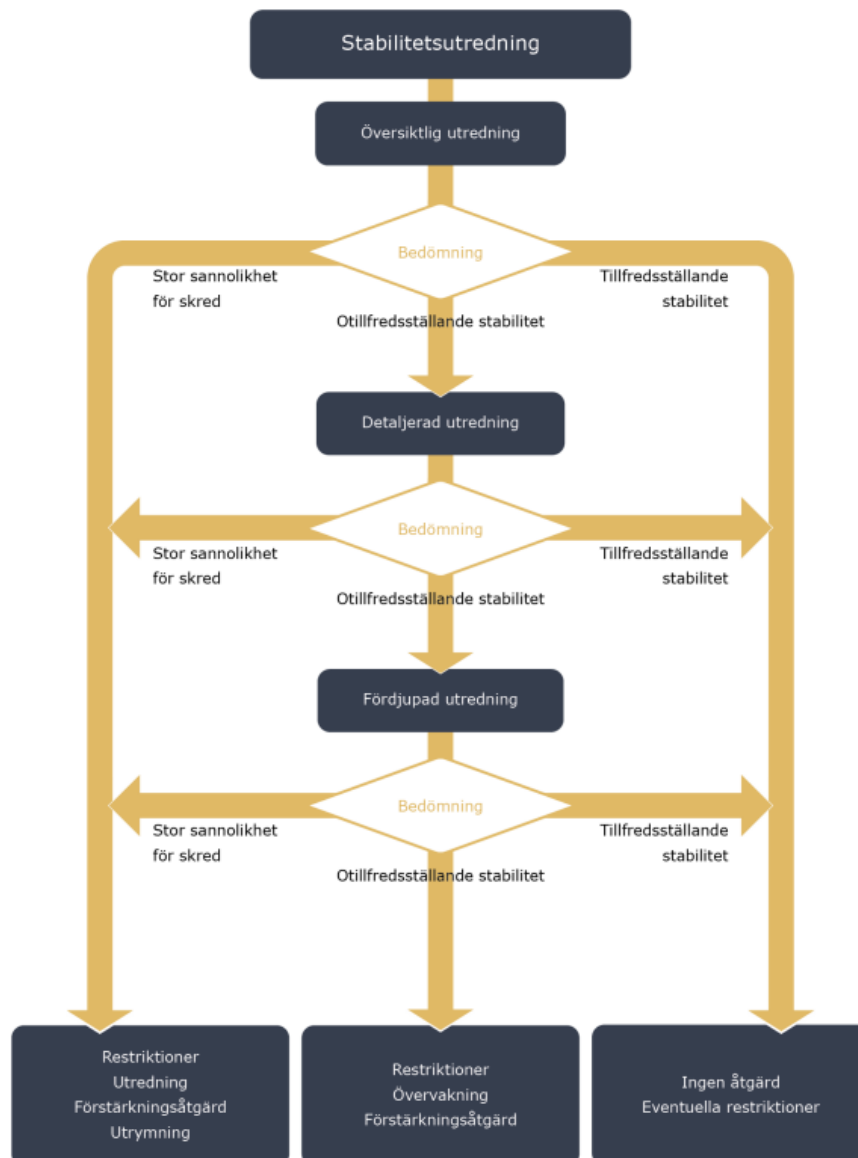 Stabilitetsutredning
Översiktlig utredning
Bedömning
Stor sannolikhet
för skred
Tillfredsställande
stabilitet
Otillfredsställande stabilitet
Detaljerad utredning
Bedömning
Stor sannolikhet
för skred
Tillfredsställande
stabilitet
Otillfredsställande stabilitet
Fördjupad utredning
Bedömning
Stor sannolikhet
för skred
Tillfredsställande
stabilitet
Otillfredsställande stabilitet
Restriktioner
Utredning
Förstärkningsåtgärd
Utrymning
Restriktioner
Övervakning
Förstärkningsåtgärd
Ingen åtgärd
Eventuella restriktioner